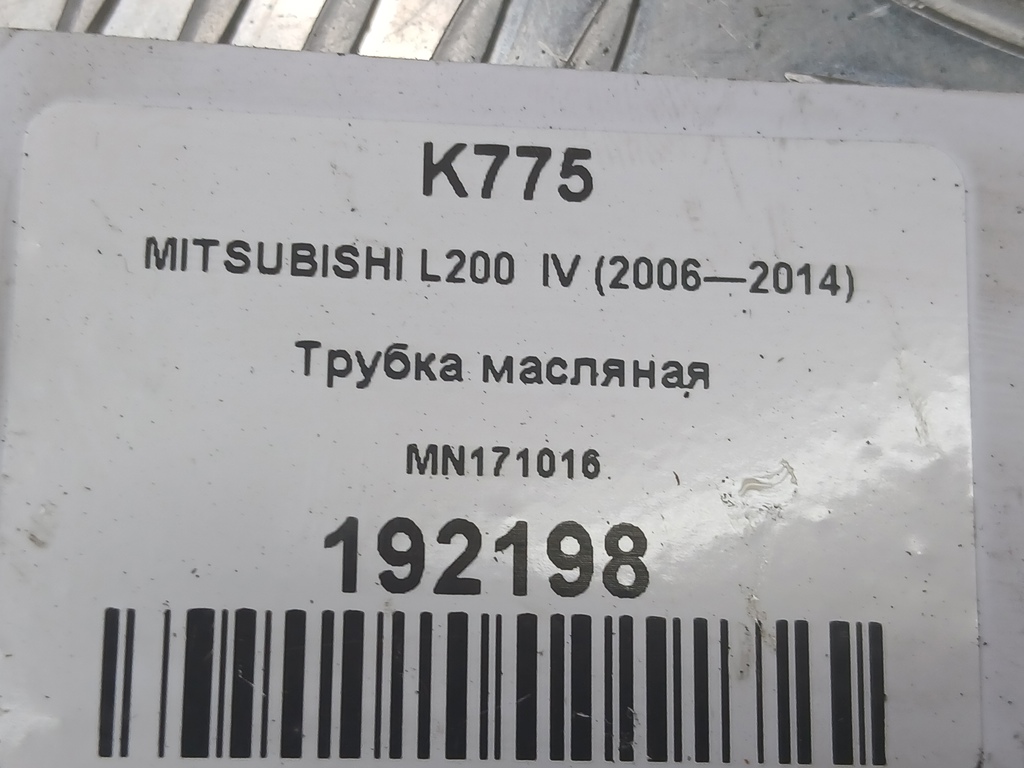 K775
MITSUBISHI L200 IV (2006—2014)
Трубка масляная
MN171016
192198